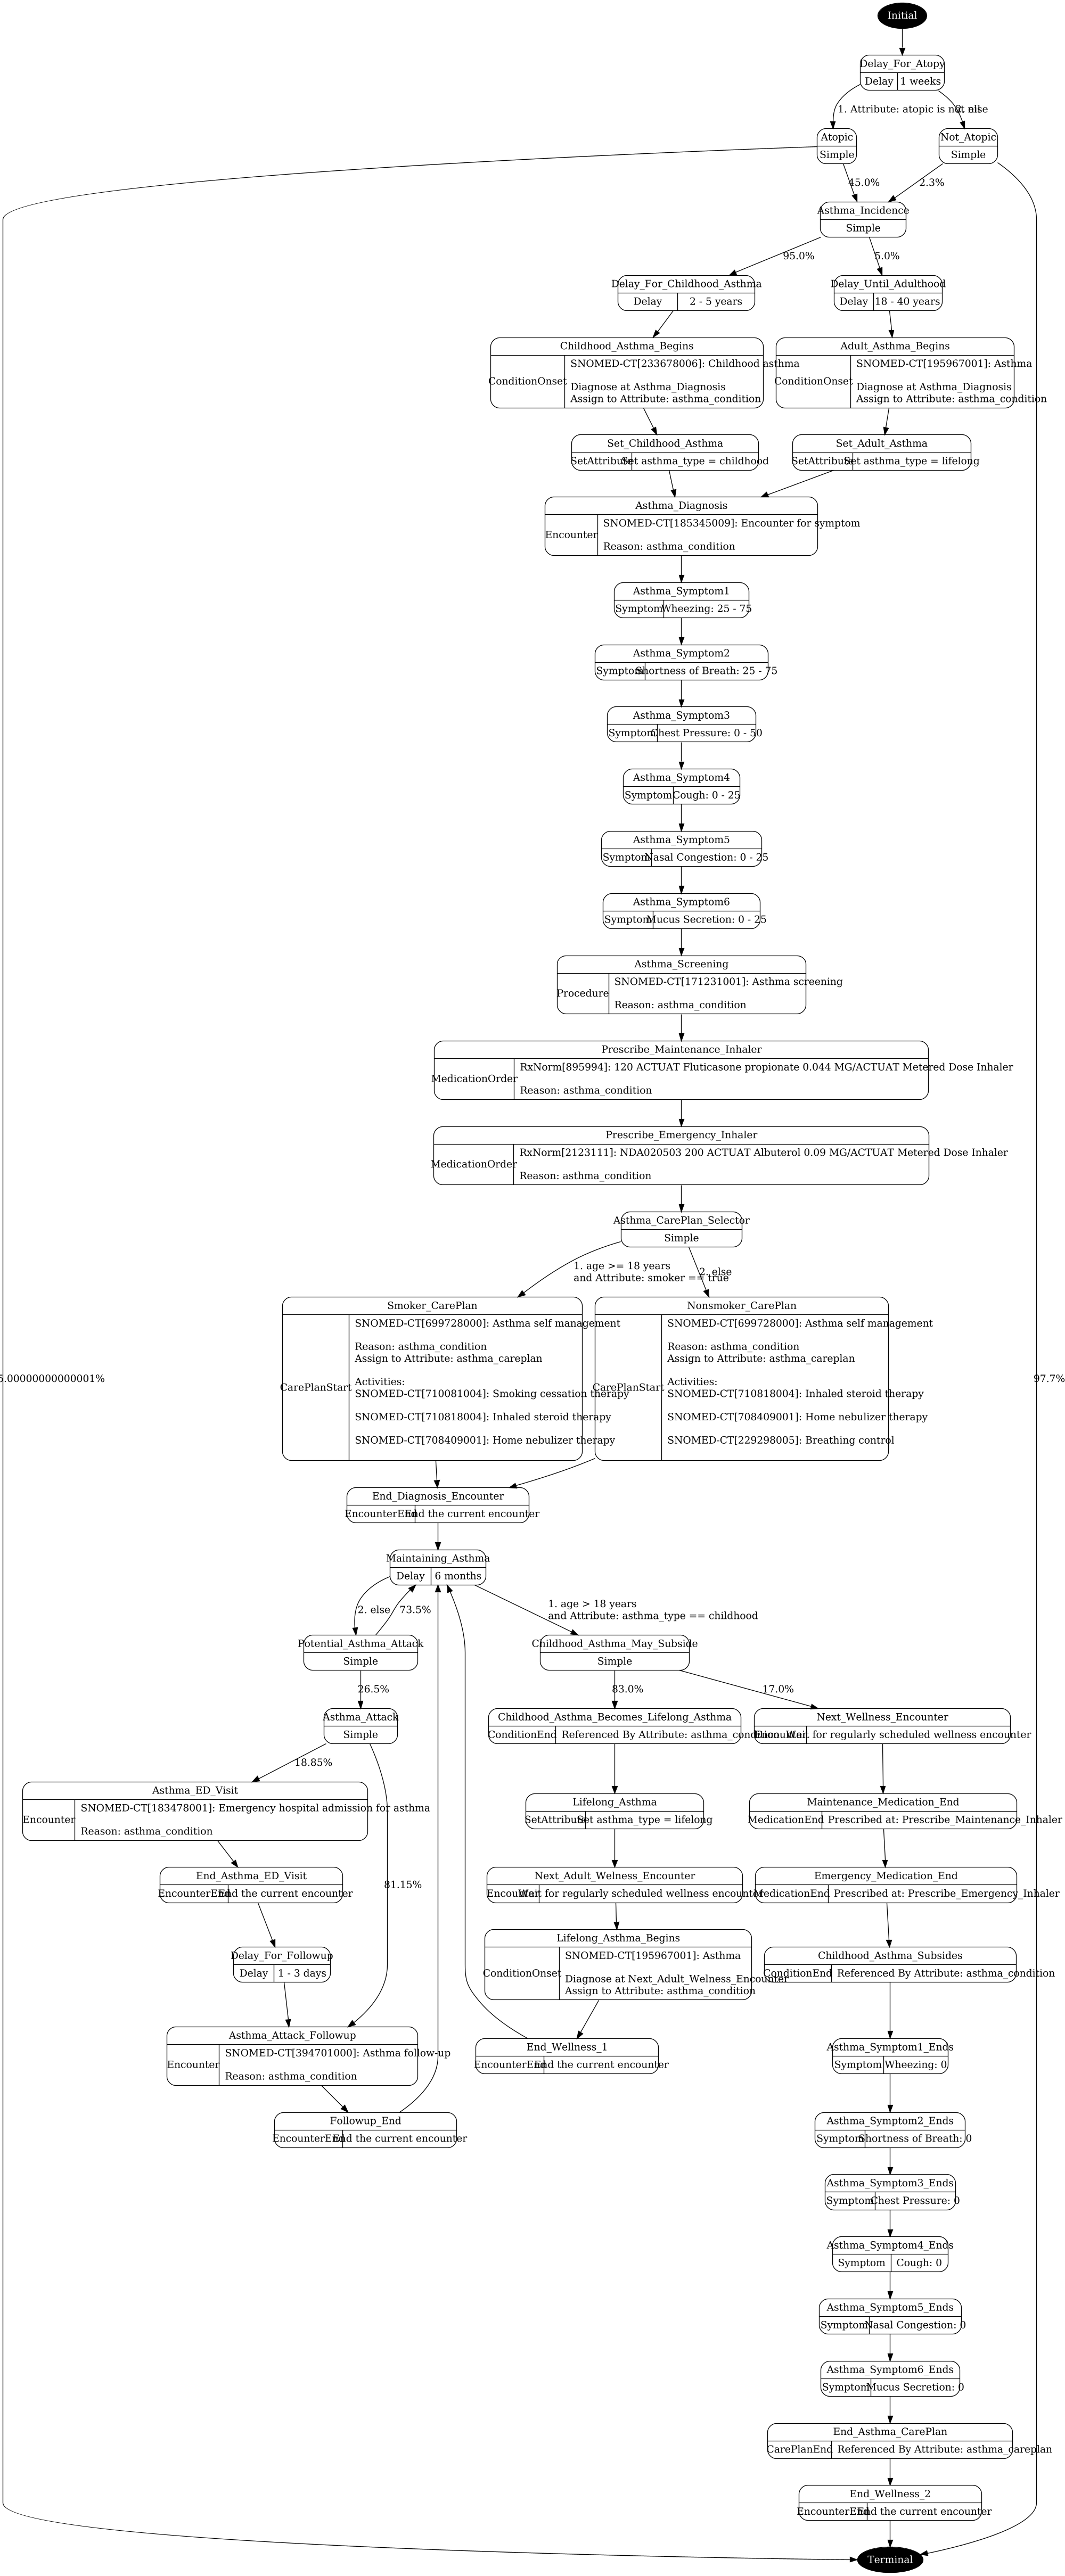 Initial
Delay_For_Atopy
Delay 1 weeks
1. Attribute: atopic is not nil
2. else
Atopic
Simple
Not_Atopic
Simple
45.0%
2.3%
Asthma_Incidence
Simple
95.0%
5.0%
Delay_For_Childhood_Asthma
Delay 2 - 5 years
Delay_Until_Adulthood
Delay 18 - 40 years
Childhood_Asthma_Begins
ConditionOnset
SNOMED-CT[233678006]: Childhood asthma
Diagnose at Asthma_Diagnosis
Assign to Attribute: asthma_condition
Adult_Asthma_Begins
ConditionOnset
SNOMED-CT[195967001]: Asthma
Diagnose at Asthma_Diagnosis
Assign to Attribute: asthma_condition
Set_Childhood_Asthma
SetAttribute Set asthma_type = childhood
Set_Adult_Asthma
SetAttribute Set asthma_type = lifelong
Asthma_Diagnosis
Encounter
SNOMED-CT[185345009]: Encounter for symptom
Reason: asthma_condition
Asthma_Symptom1
Symptom Wheezing: 25 - 75
Asthma_Symptom2
Symptom Shortness of Breath: 25 - 75
Asthma_Symptom3
Symptom Chest Pressure: 0 - 50
Asthma_Symptom4
Symptom Cough: 0 - 25
Asthma_Symptom5
Symptom Nasal Congestion: 0 - 25
Asthma_Symptom6
Symptom Mucus Secretion: 0 - 25
Asthma_Screening
Procedure
SNOMED-CT[171231001]: Asthma screening
Reason: asthma_condition
Prescribe_Maintenance_Inhaler
MedicationOrder
RxNorm[895994]: 120 ACTUAT Fluticasone propionate 0.044 MG/ACTUAT Metered Dose Inhaler
Reason: asthma_condition
Prescribe_Emergency_Inhaler
MedicationOrder
RxNorm[2123111]: NDA020503 200 ACTUAT Albuterol 0.09 MG/ACTUAT Metered Dose Inhaler
Reason: asthma_condition
Asthma_CarePlan_Selector
Simple
1. age >= 18 years
and Attribute: smoker == true
2. else
Smoker_CarePlan
CarePlanStart
SNOMED-CT[699728000]: Asthma self management
Reason: asthma_condition
Assign to Attribute: asthma_careplan
Activities:
SNOMED-CT[710081004]: Smoking cessation therapy
SNOMED-CT[710818004]: Inhaled steroid therapy
SNOMED-CT[708409001]: Home nebulizer therapy
Nonsmoker_CarePlan
CarePlanStart
SNOMED-CT[699728000]: Asthma self management
Reason: asthma_condition
Assign to Attribute: asthma_careplan
Activities:
SNOMED-CT[710818004]: Inhaled steroid therapy
SNOMED-CT[708409001]: Home nebulizer therapy
SNOMED-CT[229298005]: Breathing control
.00000000000001%
97.7%
End_Diagnosis_Encounter
EncounterEnd End the current encounter
Maintaining_Asthma
Delay 6 months
2. else
73.5%
1. age > 18 years
and Attribute: asthma_type == childhood
Potential_Asthma_Attack
Simple
Childhood_Asthma_May_Subside
Simple
26.5%
83.0%
17.0%
Asthma_Attack
Simple
Childhood_Asthma_Becomes_Lifelong_Asthma
ConditionEnd Referenced By Attribute: asthma_condition
Next_Wellness_Encounter
Encounter Wait for regularly scheduled wellness encounter
18.85%
Asthma_ED_Visit
Encounter
SNOMED-CT[183478001]: Emergency hospital admission for asthma
Reason: asthma_condition
Lifelong_Asthma
SetAttribute Set asthma_type = lifelong
Maintenance_Medication_End
MedicationEnd Prescribed at: Prescribe_Maintenance_Inhaler
End_Asthma_ED_Visit
EncounterEnd End the current encounter
81.15%
Next_Adult_Welness_Encounter
Encounter Wait for regularly scheduled wellness encounter
Emergency_Medication_End
MedicationEnd Prescribed at: Prescribe_Emergency_Inhaler
Delay_For_Followup
Delay 1 - 3 days
Lifelong_Asthma_Begins
ConditionOnset
SNOMED-CT[195967001]: Asthma
Diagnose at Next_Adult_Welness_Encounter
Assign to Attribute: asthma_condition
Childhood_Asthma_Subsides
ConditionEnd Referenced By Attribute: asthma_condition
Asthma_Attack_Followup
Encounter
SNOMED-CT[394701000]: Asthma follow-up
Reason: asthma_condition
End_Wellness_1
EncounterEnd End the current encounter
Asthma_Symptom1_Ends
Symptom Wheezing: 0
Followup_End
EncounterEnd End the current encounter
Asthma_Symptom2_Ends
Symptom Shortness of Breath: 0
Asthma_Symptom3_Ends
Symptom Chest Pressure: 0
Asthma_Symptom4_Ends
Symptom Cough: 0
Asthma_Symptom5_Ends
Symptom Nasal Congestion: 0
Asthma_Symptom6_Ends
Symptom Mucus Secretion: 0
End_Asthma_CarePlan
CarePlanEnd Referenced By Attribute: asthma_careplan
End_Wellness_2
EncounterEnd End the current encounter
Terminal